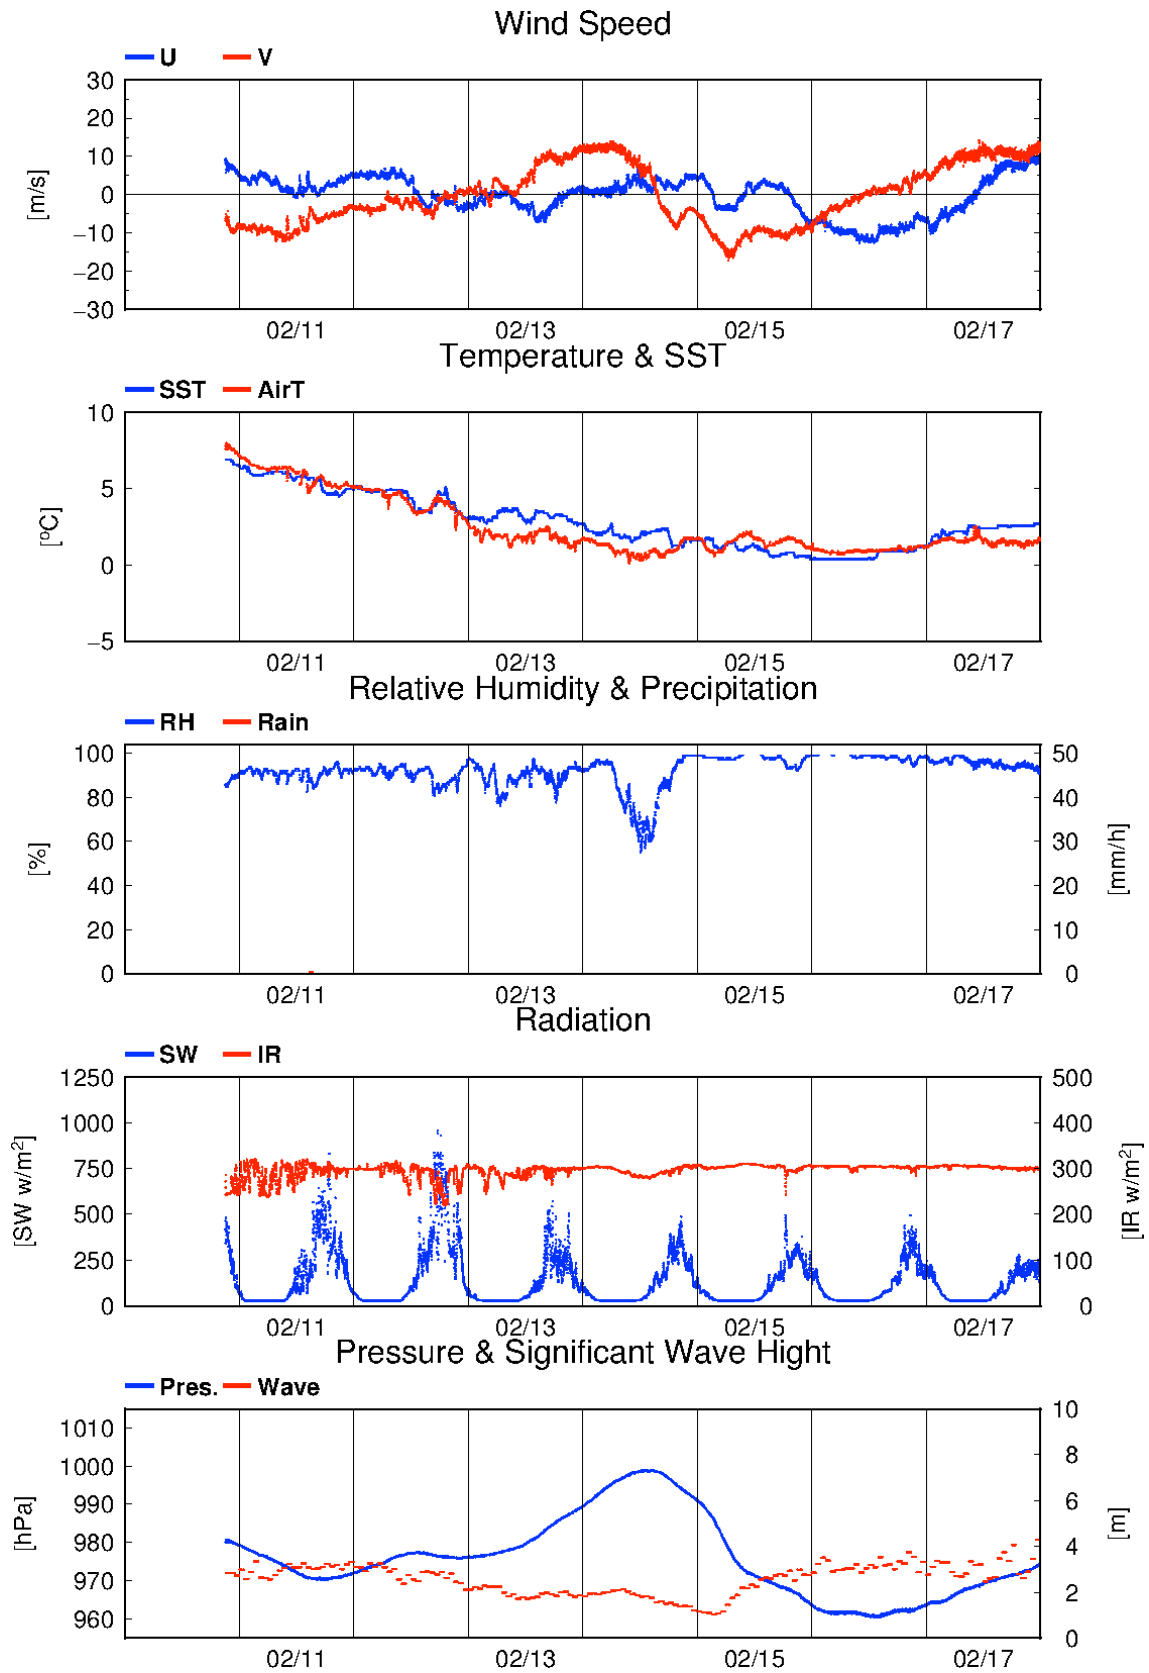 Wind Speed
U V
30
20
10
0
−10
−20
−30
[m/s]
02/11 02/13 02/15 02/17
Temperature & SST
SST AirT
10
5
0
−5
[ºC]
02/11 02/13 02/15 02/17
Relative Humidity & Precipitation
RH Rain
100 50
80 40
60 30
40 20
20 10
0 0
[%] [mm/h]
02/11 02/13 02/15 02/17
Radiation
SW IR
1250 500
1000 400
750 300
500 200
250 100
0 0
[SW w/m²] [IR w/m²]
02/11 02/13 02/15 02/17
Pressure & Significant Wave Hight
Pres. Wave
1010 10
1000 8
990 6
980 4
970 2
960 0
[hPa] [m]
02/11 02/13 02/15 02/17